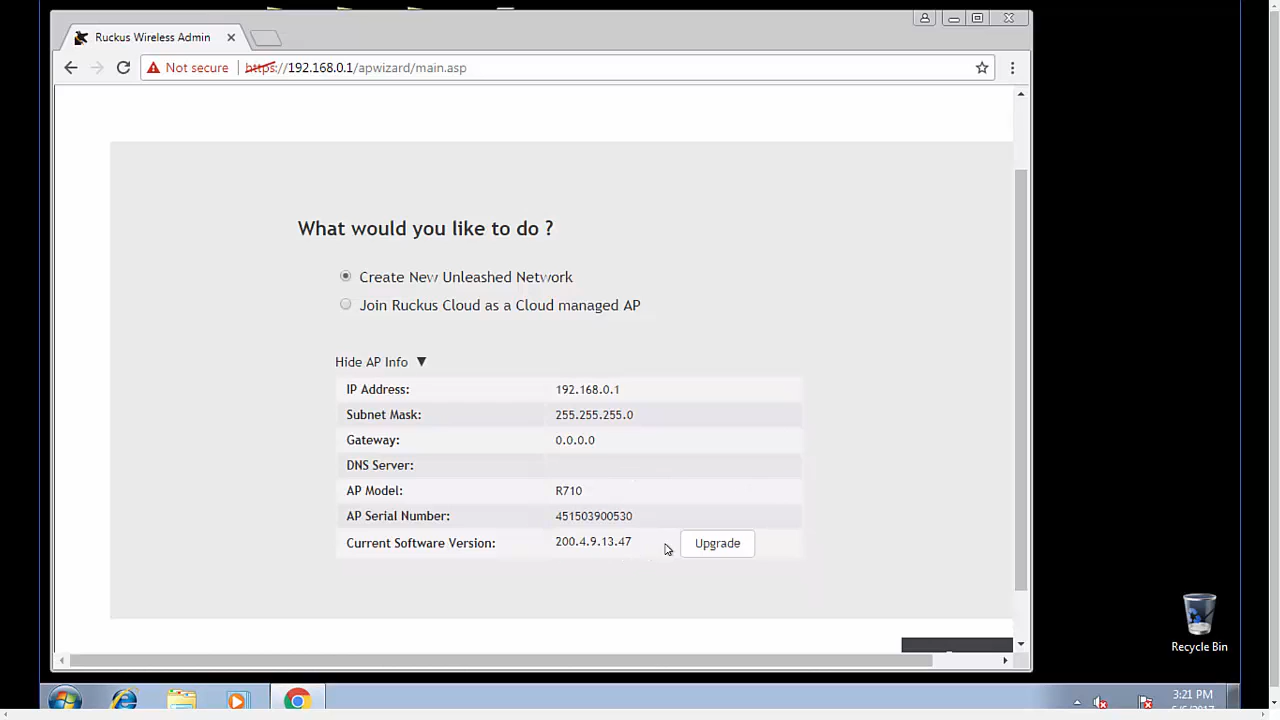 Ruckus Wireless Admin
Not secure https://192.168.0.1/apwizard/main.asp
What would you like to do ?
Create New Unleashed Network
Join Ruckus Cloud as a Cloud managed AP
Hide AP Info ▼
IP Address: 192.168.0.1
Subnet Mask: 255.255.255.0
Gateway: 0.0.0.0
DNS Server:
AP Model: R710
AP Serial Number: 451503900530
Current Software Version: 200.4.9.13.47 Upgrade
Recycle Bin
3:21 PM